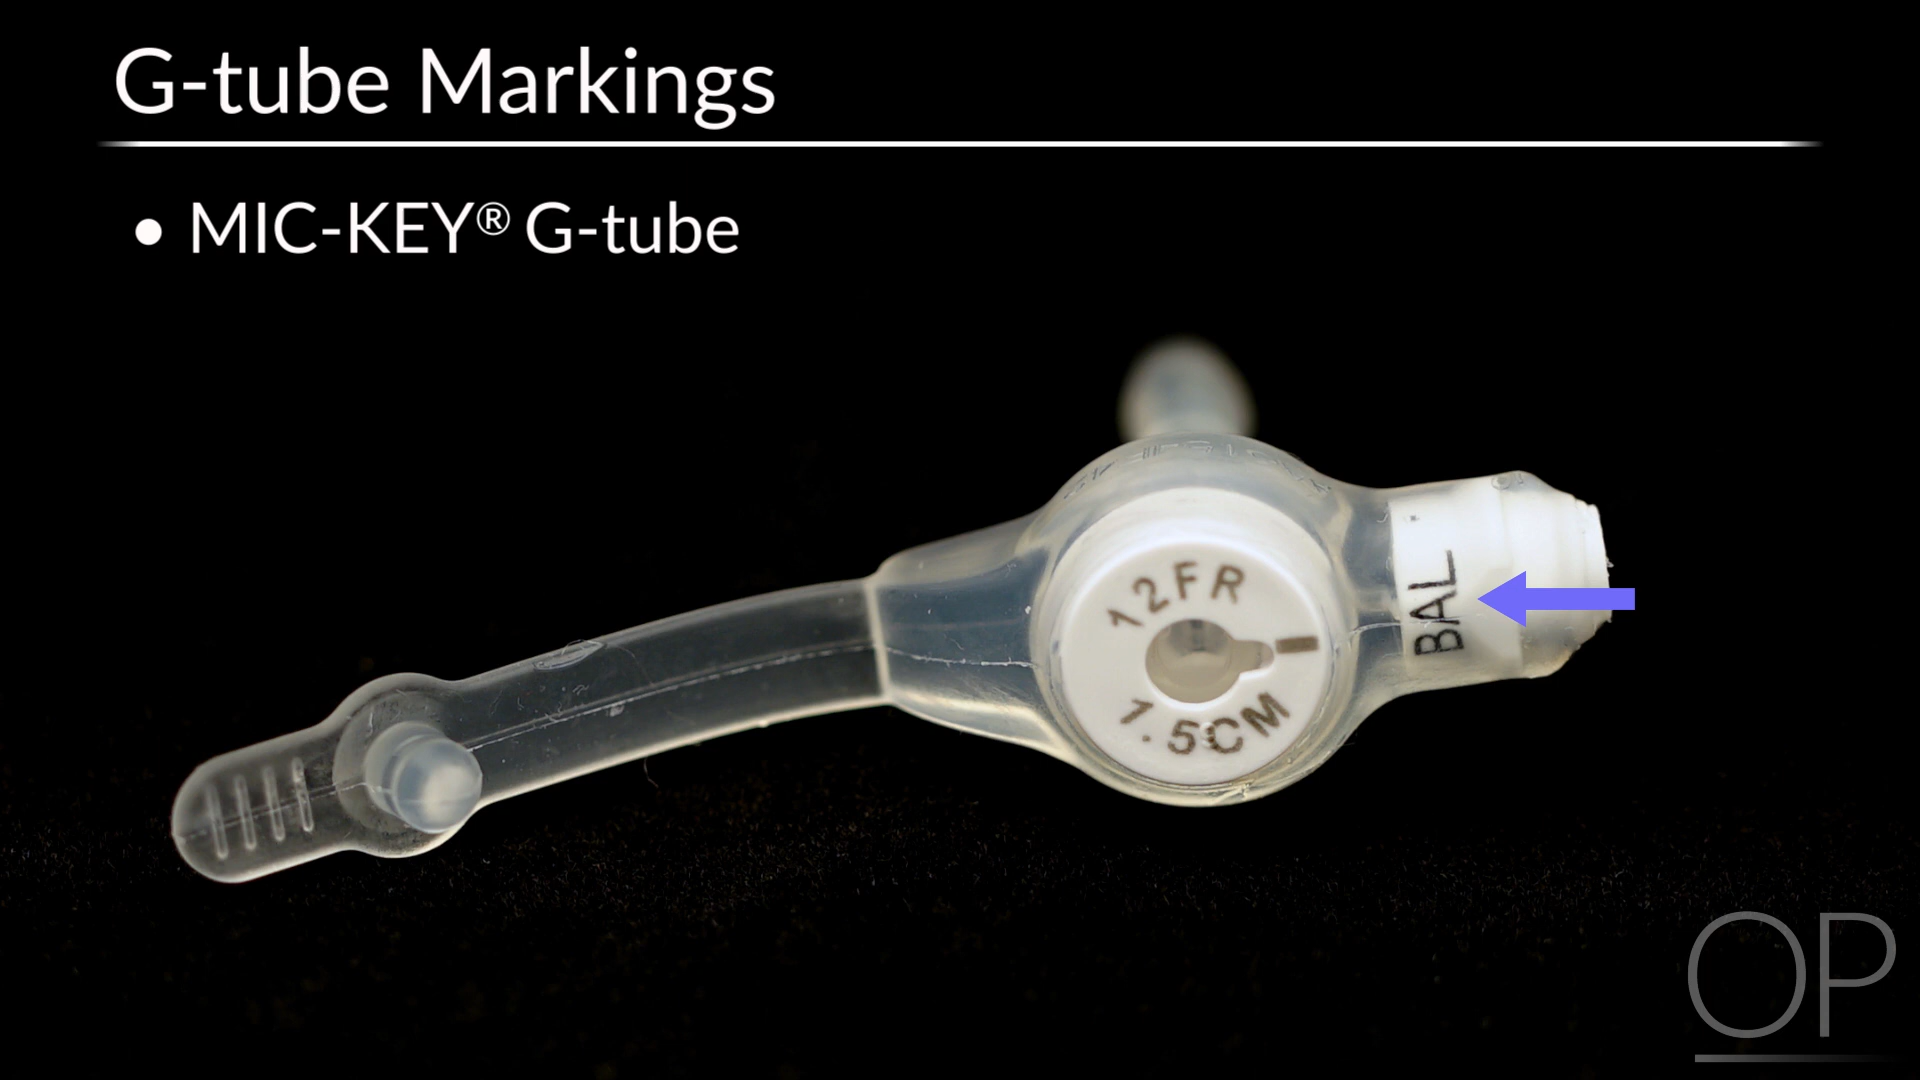 G-tube Markings
• MIC-KEY® G-tube
12FR
1.5CM
BAL
OP